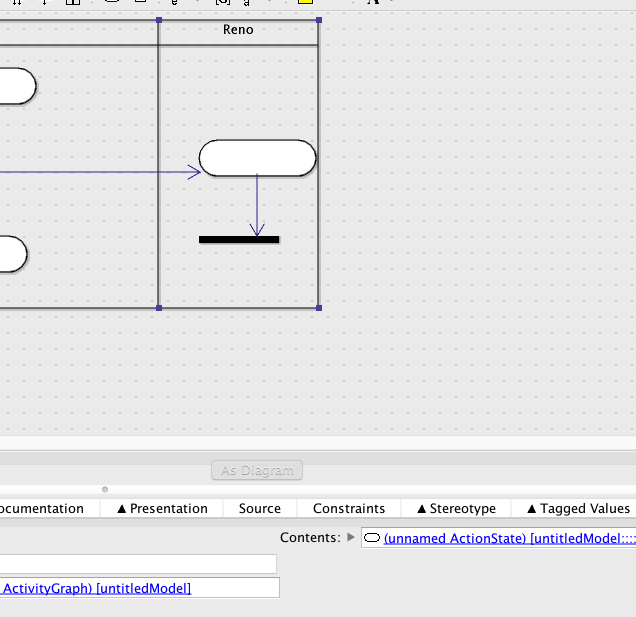 Reno
As Diagram
ocumentation ▲ Presentation Source Constraints ▲ Stereotype ▲ Tagged Values
Contents: (unnamed ActionState) [untitledModel::::
ActivityGraph) [untitledModel]